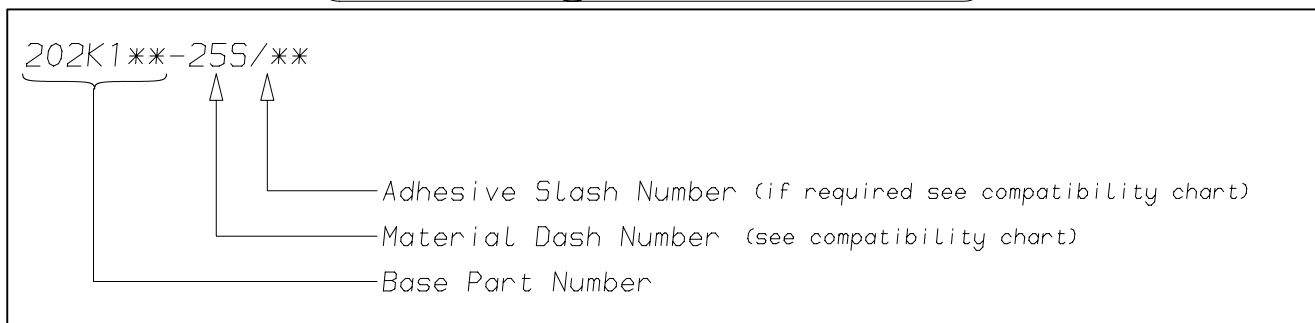 202K1**-25S/**
Adhesive Slash Number (if required see compatibility chart)
Material Dash Number (see compatibility chart)
Base Part Number